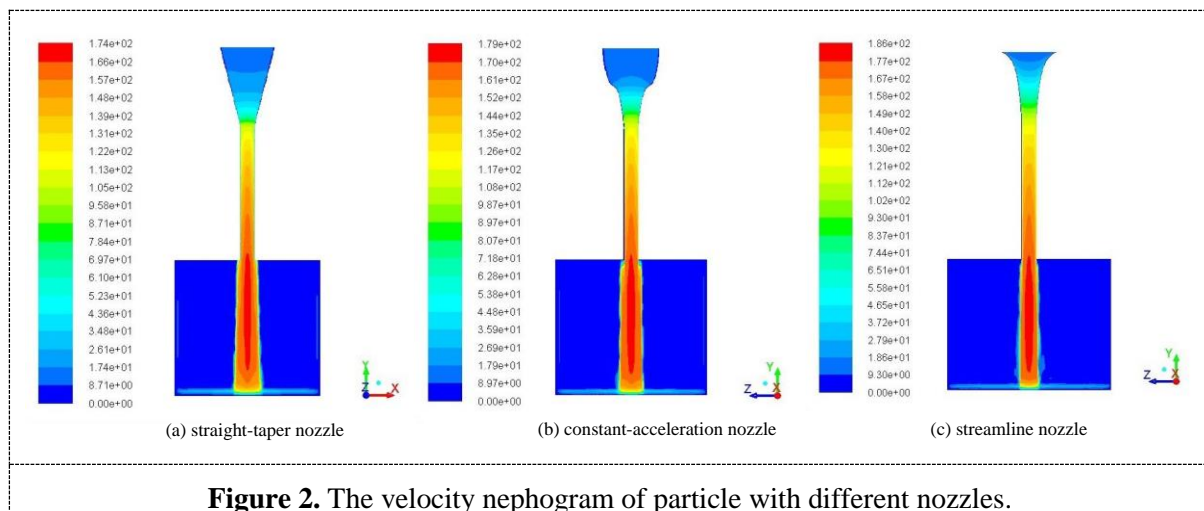 1.74e+02
1.66e+02
1.57e+02
1.48e+02
1.39e+02
1.31e+02
1.22e+02
1.13e+02
1.05e+02
9.58e+01
8.71e+01
7.84e+01
6.97e+01
6.10e+01
5.23e+01
4.36e+01
3.48e+01
2.61e+01
1.74e+01
8.71e+00
0.00e+00
Y
Z X
(a) straight-taper nozzle
1.79e+02
1.70e+02
1.61e+02
1.52e+02
1.44e+02
1.35e+02
1.26e+02
1.17e+02
1.08e+02
9.87e+01
8.97e+01
8.07e+01
7.18e+01
6.28e+01
5.38e+01
4.49e+01
3.59e+01
2.69e+01
1.79e+01
8.97e+00
0.00e+00
Y
Z X
(b) constant-acceleration nozzle
1.86e+02
1.77e+02
1.67e+02
1.58e+02
1.49e+02
1.40e+02
1.30e+02
1.21e+02
1.12e+02
1.02e+02
9.30e+01
8.37e+01
7.44e+01
6.51e+01
5.58e+01
4.65e+01
3.72e+01
2.79e+01
1.86e+01
9.30e+00
0.00e+00
Y
Z X
(c) streamline nozzle
Figure 2. The velocity nephogram of particle with different nozzles.